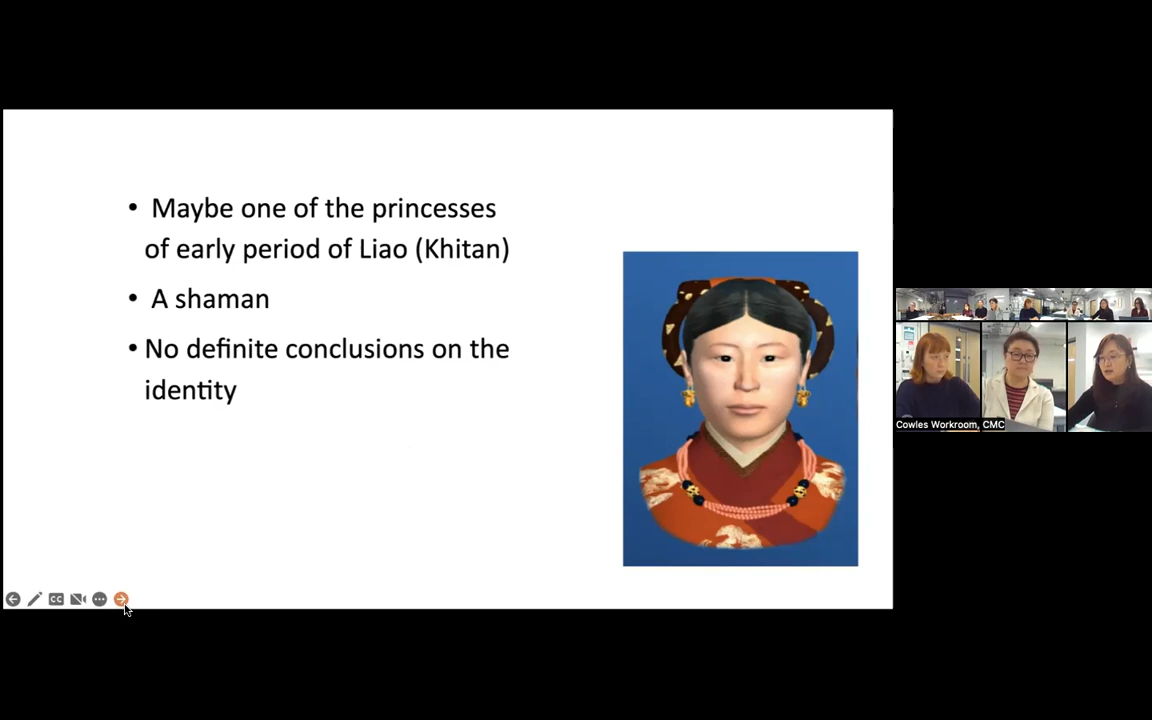 • Maybe one of the princesses
of early period of Liao (Khitan)
• A shaman
• No definite conclusions on the
identity
CC
Cowles Workroom, CMC